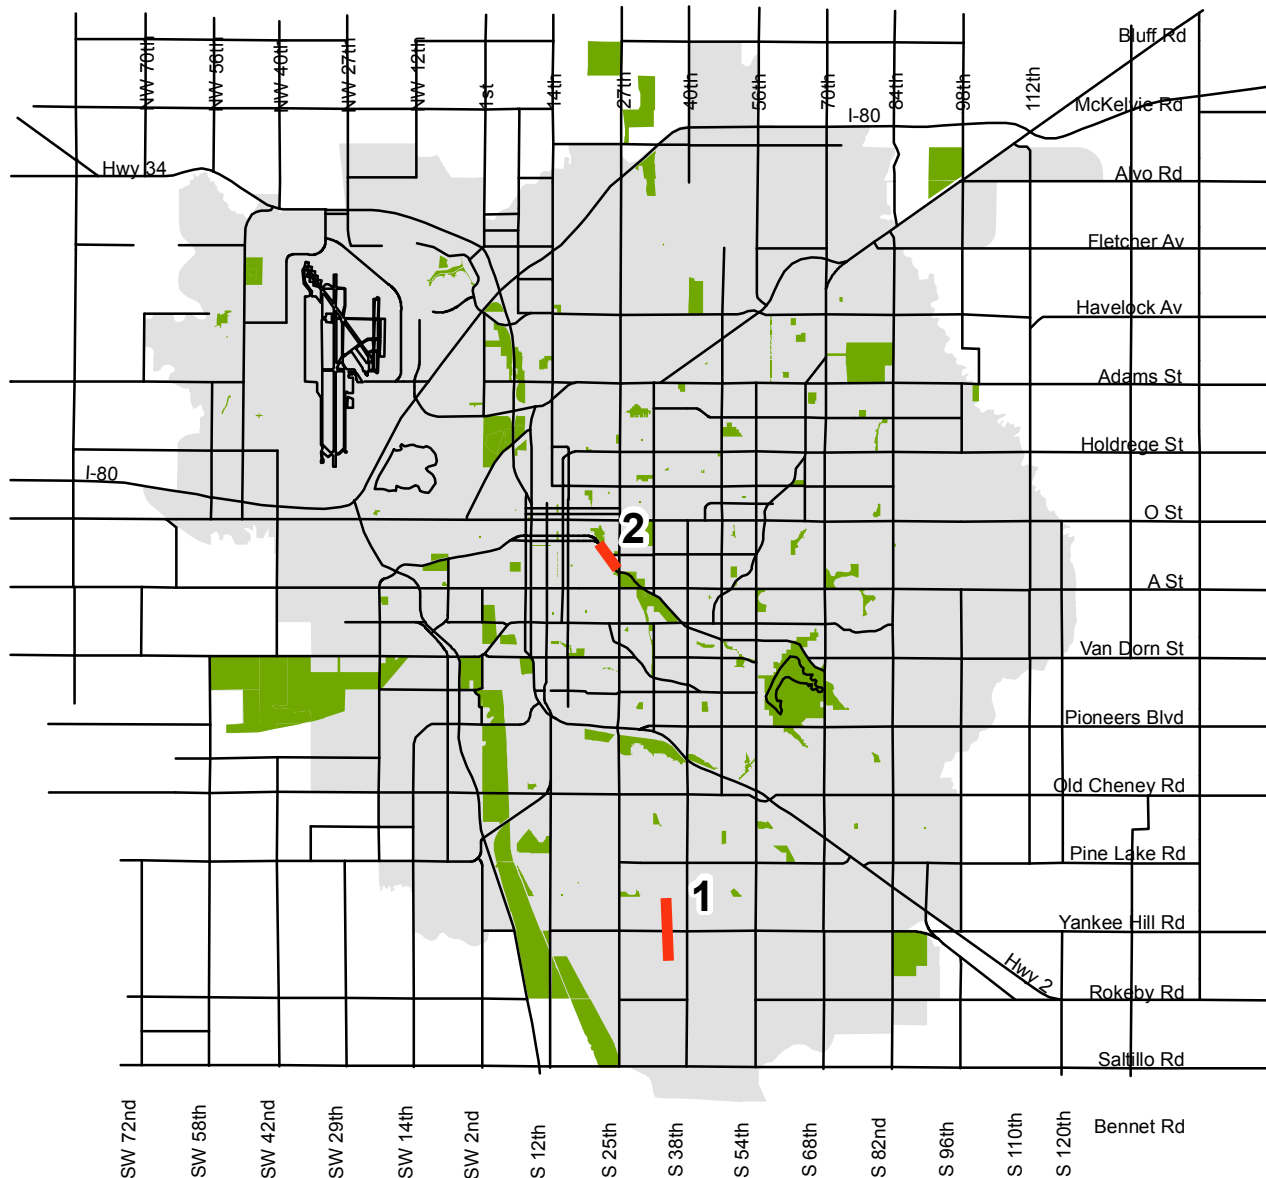 Bluff Rd
NW 70th
NW 56th
NW 40th
NW 27th
NW 12th
1st
14th
27th
40th
56th
70th
84th
98th
112th
McKelvie Rd
I-80
Hwy 34
Alvo Rd
Fletcher Av
Havelock Av
Adams St
Holdrege St
I-80
O St
2
A St
Van Dorn St
Pioneers Blvd
Old Cheney Rd
Pine Lake Rd
1
Yankee Hill Rd
Hwy 2
Rokeby Rd
Saltillo Rd
Bennet Rd
SW 72nd
SW 58th
SW 42nd
SW 29th
SW 14th
SW 2nd
S 12th
S 25th
S 38th
S 54th
S 68th
S 82nd
S 96th
S 110th
S 120th